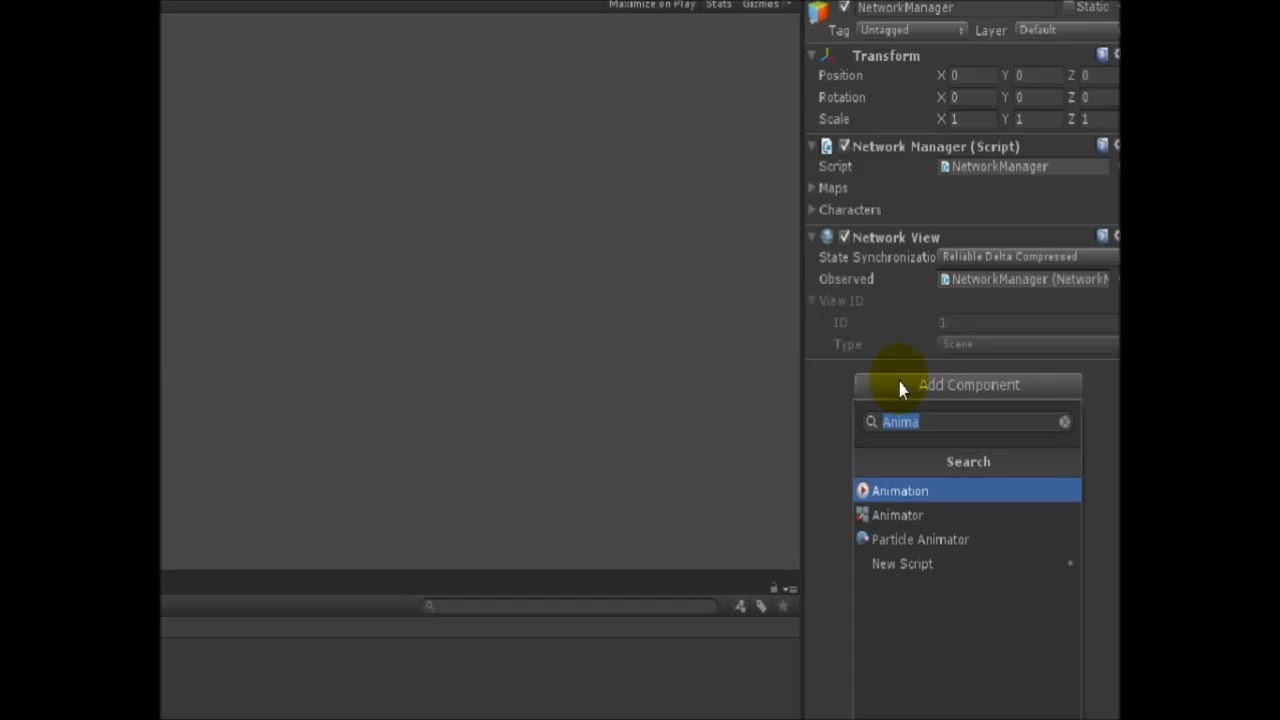 Maximize on Play Stats Gizmos
NetworkManager Static
Tag Untagged Layer Default
Transform
Position X 0 Y 0 Z 0
Rotation X 0 Y 0 Z 0
Scale X 1 Y 1 Z 1
Network Manager (Script)
Script NetworkManager
Maps
Characters
Network View
State Synchronizatio Reliable Delta Compressed
Observed NetworkManager (NetworkM
View ID
ID 1
Type Scene
Add Component
Anima
Search
Animation
Animator
Particle Animator
New Script